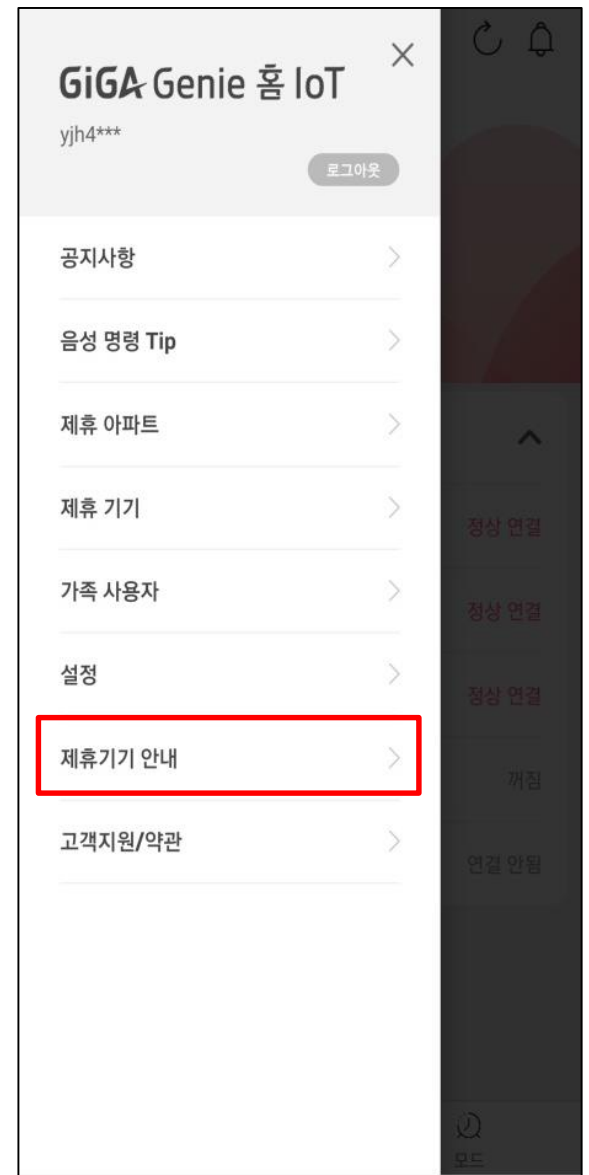 GiGA Genie 홈 IoT
yjh4***
로그아웃
공지사항
음성 명령 Tip
제휴 아파트
제휴 기기
정상 연결
가족 사용자
정상 연결
설정
정상 연결
제휴기기 안내
꺼짐
고객지원/약관
연결 안됨
모드